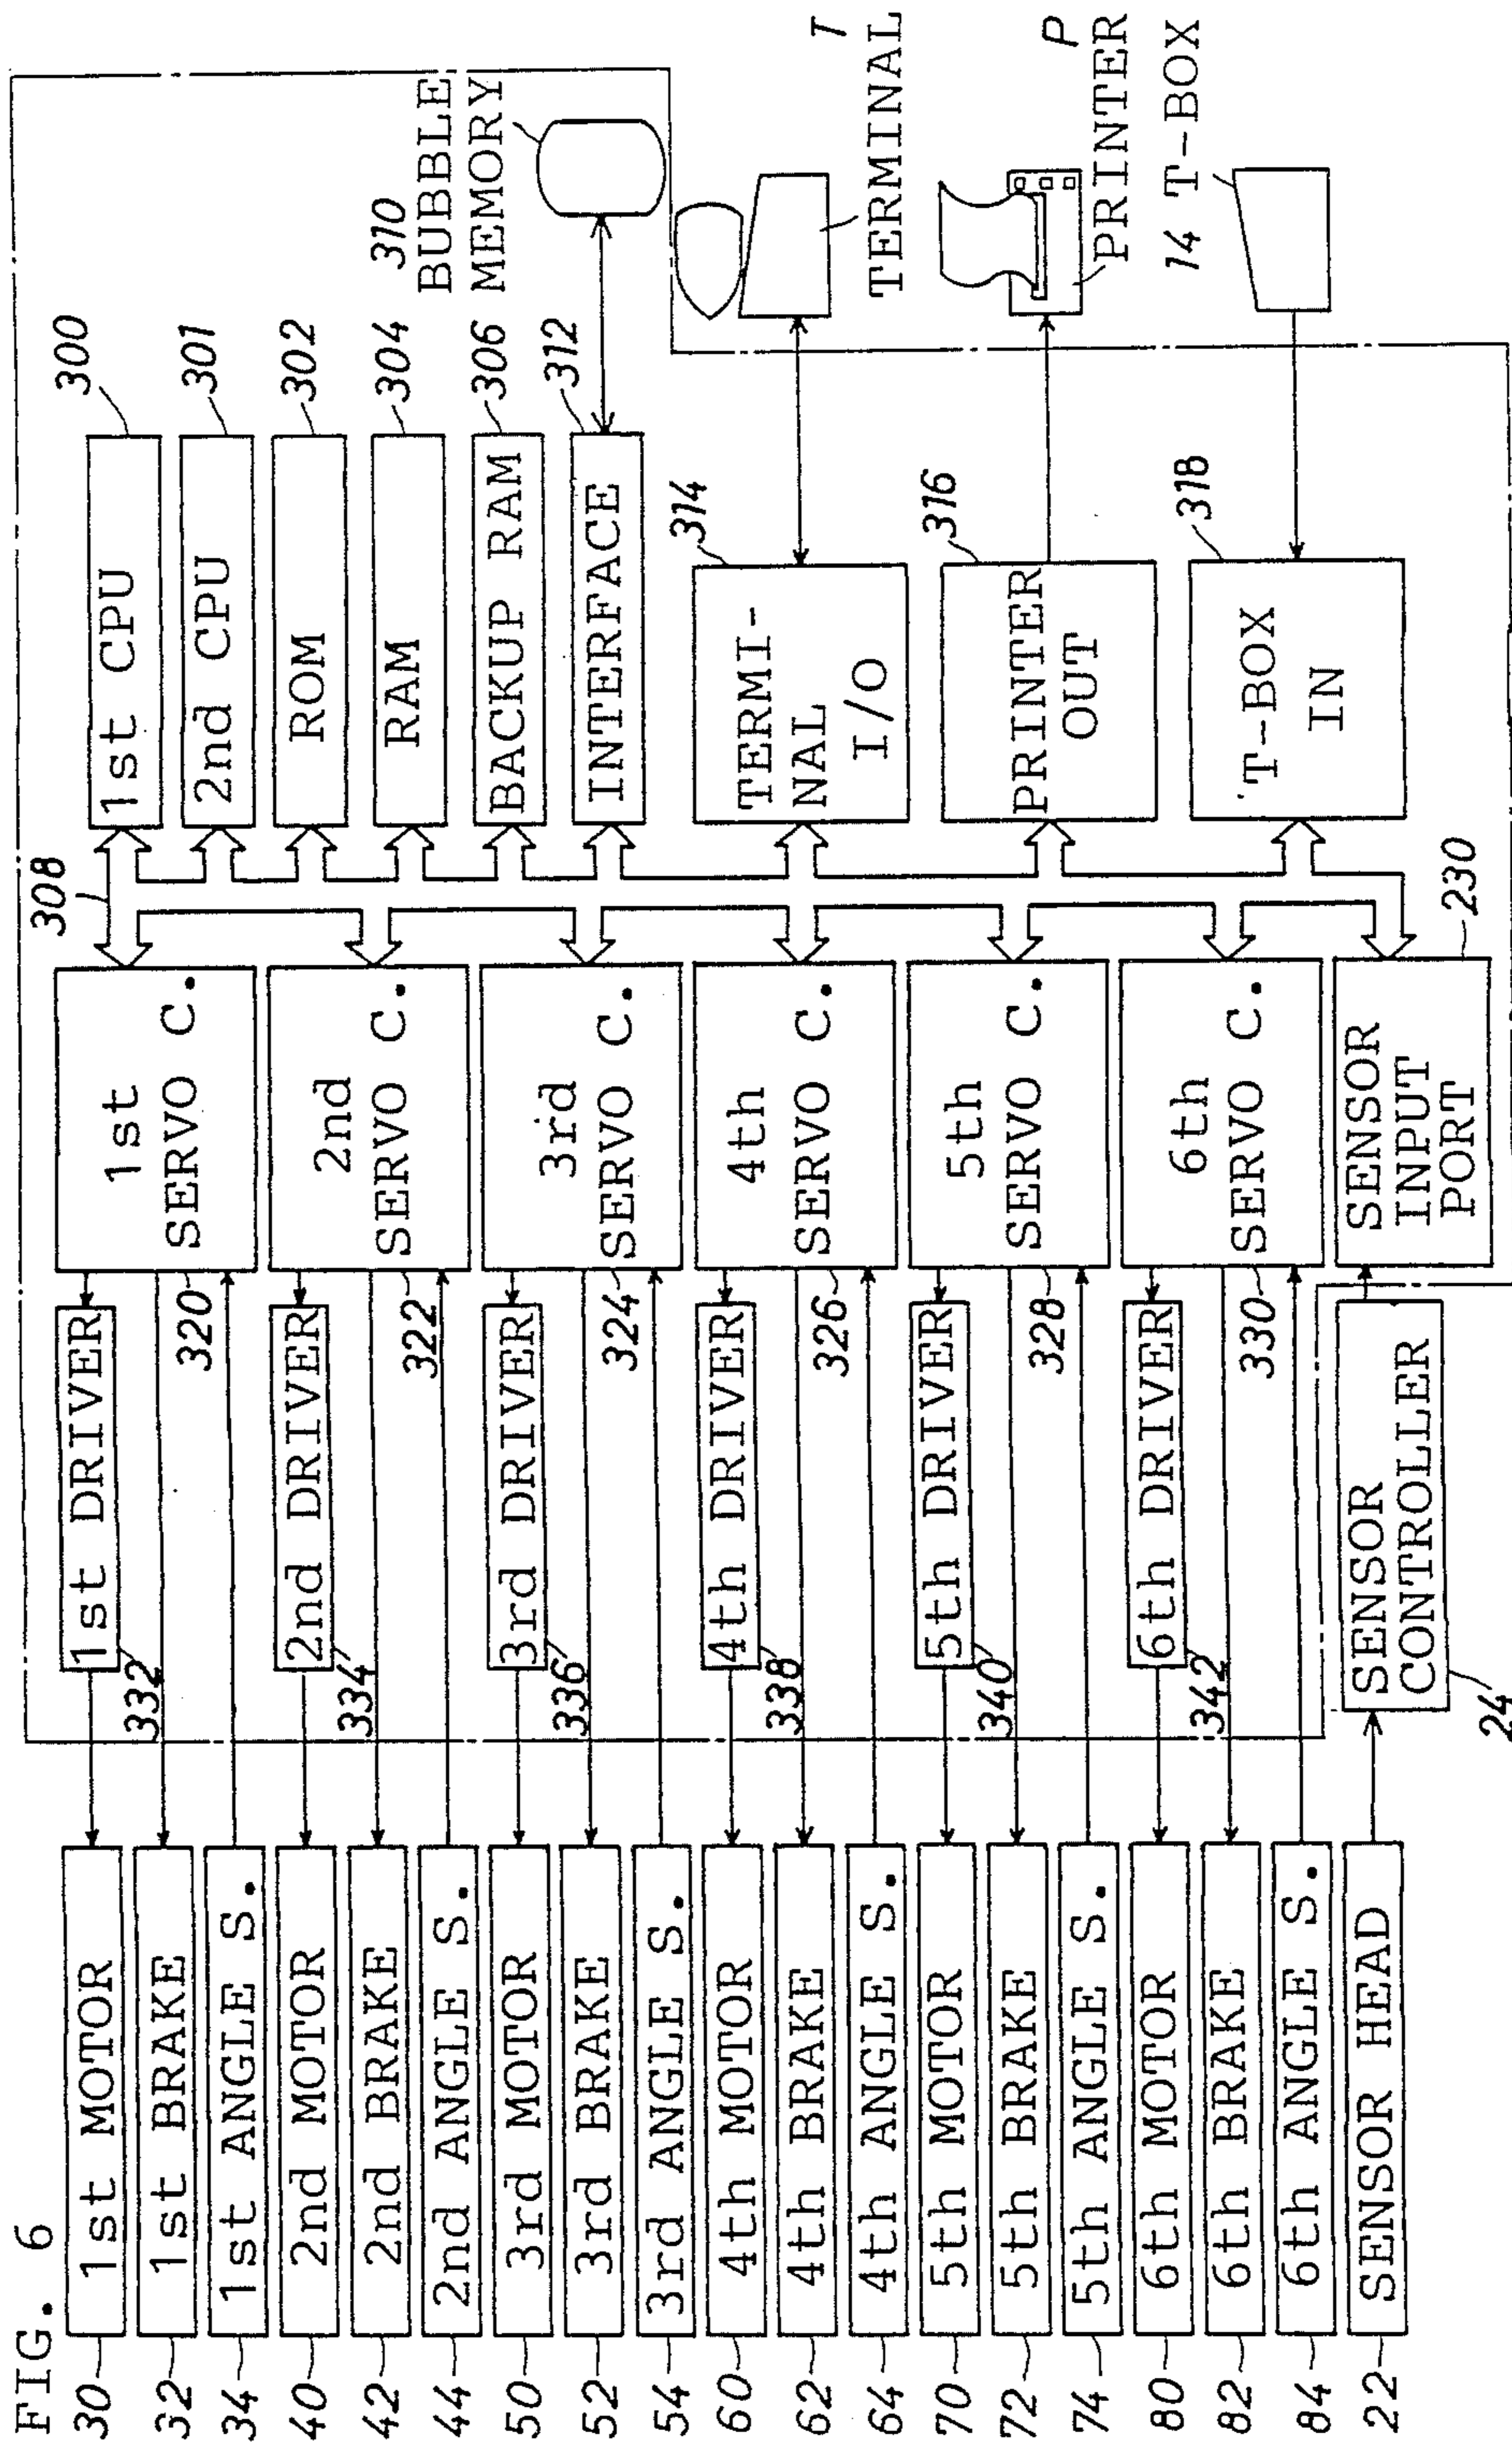 FIG. 6
30
1st MOTOR
32
1st BRAKE
34
1st ANGLE S.
40
2nd MOTOR
42
2nd BRAKE
44
2nd ANGLE S.
50
3rd MOTOR
52
3rd BRAKE
54
3rd ANGLE S.
60
4th MOTOR
62
4th BRAKE
64
4th ANGLE S.
70
5th MOTOR
72
5th BRAKE
74
5th ANGLE S.
80
6th MOTOR
82
6th BRAKE
84
6th ANGLE S.
22
SENSOR HEAD
1st DRIVER
332
2nd DRIVER
334
3rd DRIVER
336
4th DRIVER
338
5th DRIVER
340
6th DRIVER
342
SENSOR
CONTROLLER
24
1st
SERVO C.
320
2nd
SERVO C.
322
3rd
SERVO C.
324
4th
SERVO C.
326
5th
SERVO C.
328
6th
SERVO C.
330
SENSOR
INPUT
PORT
230
308
1st CPU
300
2nd CPU
301
ROM
302
RAM
304
BACKUP RAM
306
INTERFACE
312
310
BUBBLE
MEMORY
TERMI-
NAL
I/O
314
PRINTER
OUT
316
T-BOX
IN
318
T
TERMINAL
P
PRINTER
14 T-BOX